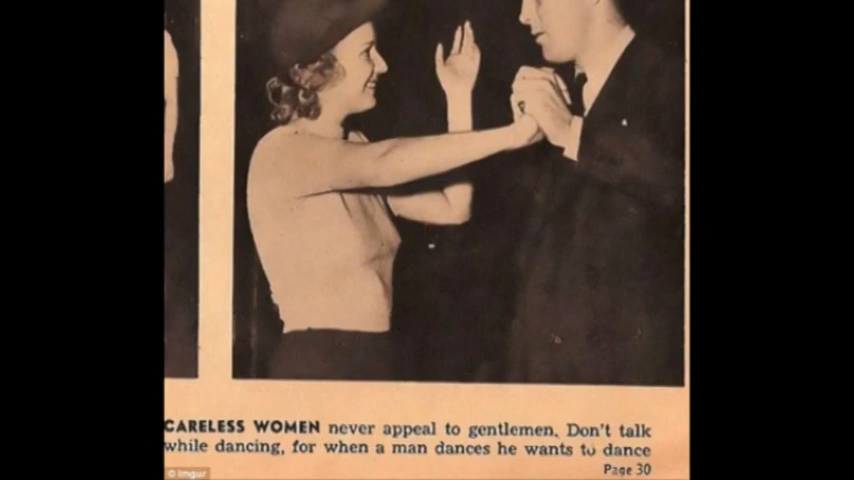 CARELESS WOMEN never appeal to gentlemen. Don't talk
while dancing, for when a man dances he wants to dance
Page 30
© Imgur